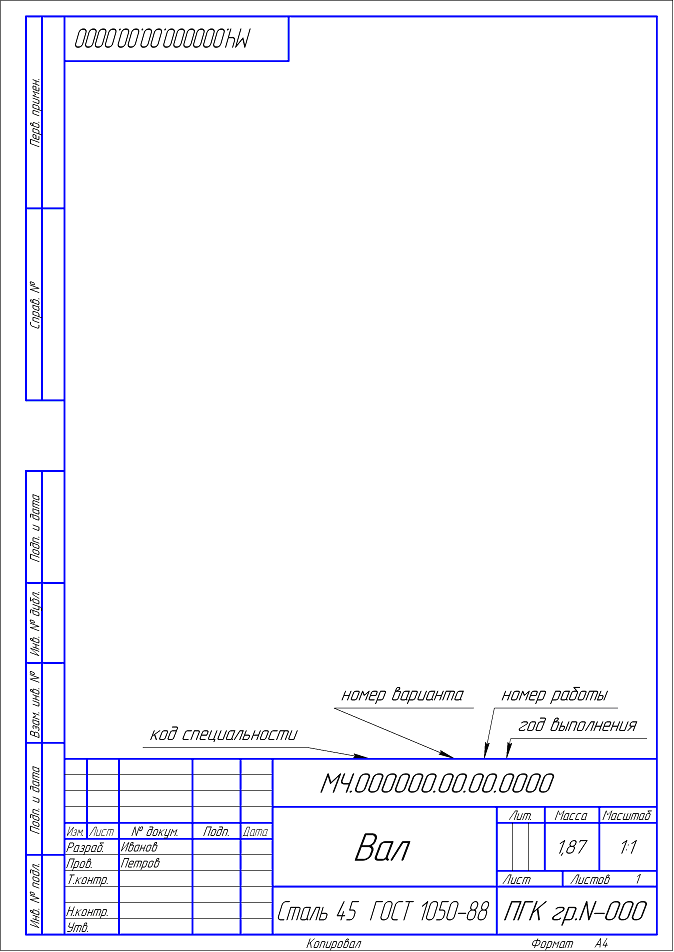 МЧ.000000.00.00.0000
Перв. примен.
Справ. №
Подп. и дата
Инв. № дубл.
Взам. инв. №
Подп. и дата
Инв. № подл.
номер варианта
номер работы
год выполнения
код специальности
МЧ.000000.00.00.0000
Изм. Лист № докум. Подп. Дата
Разраб. Иванов
Пров. Петров
Т.контр.
Н.контр.
Утв.
Вал
Лит. Масса Масштаб
1,87 1:1
Лист Листов 1
Сталь 45 ГОСТ 1050-88
ПГК гр.N-000
Копировал Формат А4